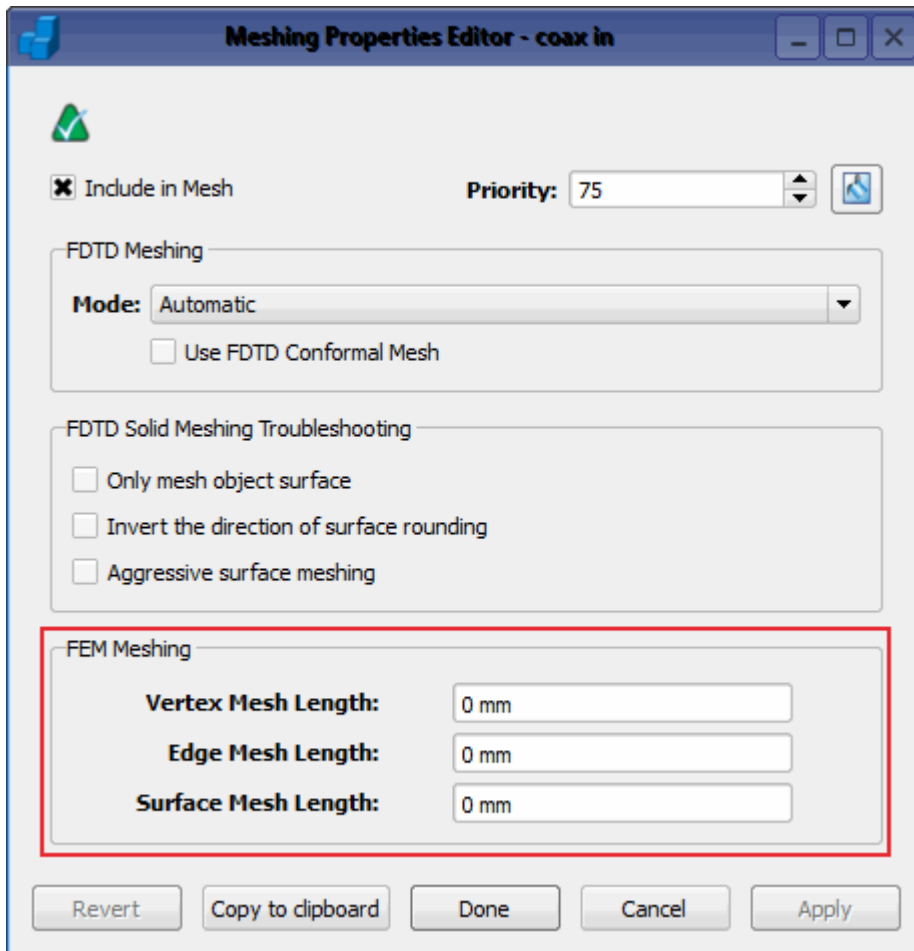 Meshing Properties Editor - coax in
Include in Mesh Priority: 75
FDTD Meshing
Mode: Automatic
Use FDTD Conformal Mesh
FDTD Solid Meshing Troubleshooting
Only mesh object surface
Invert the direction of surface rounding
Aggressive surface meshing
FEM Meshing
Vertex Mesh Length: 0 mm
Edge Mesh Length: 0 mm
Surface Mesh Length: 0 mm
Revert Copy to clipboard Done Cancel Apply